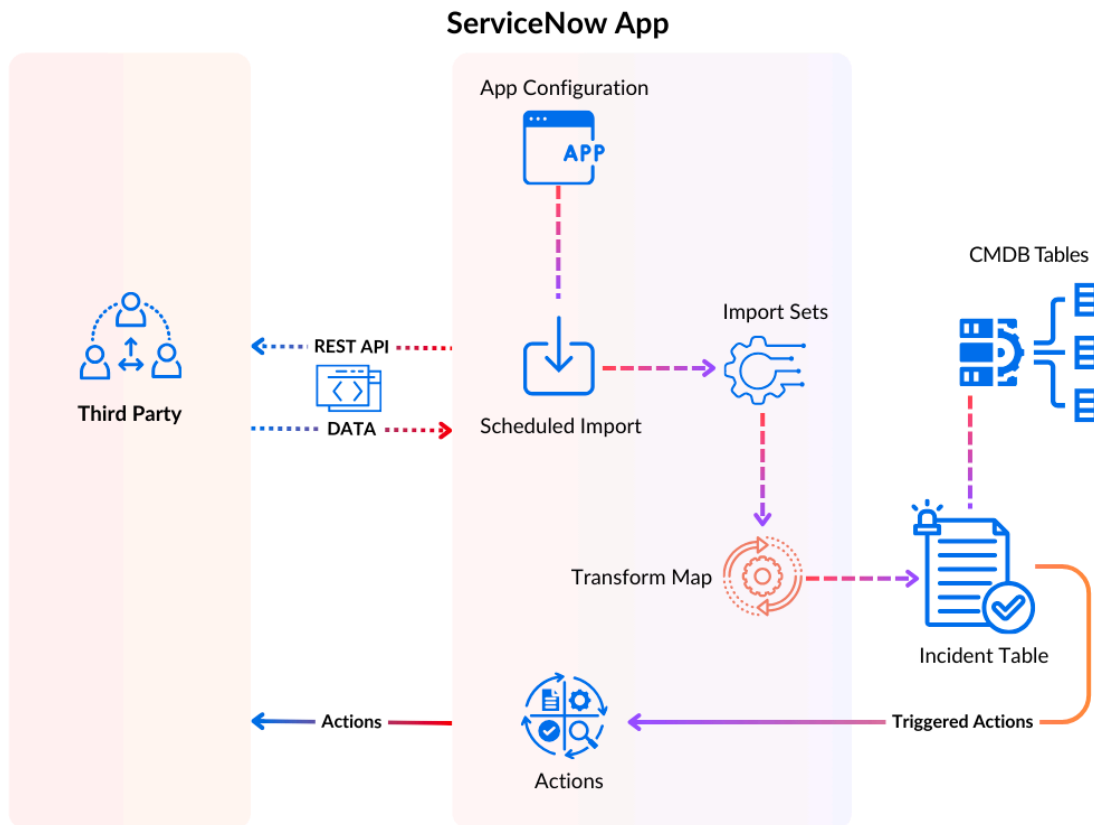 ServiceNow App
App Configuration
APP
CMDB Tables
Import Sets
REST API
Third Party
DATA
Scheduled Import
Transform Map
Incident Table
Actions
Triggered Actions
Actions